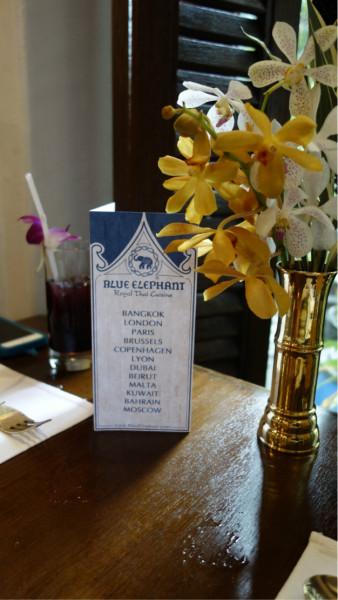 BLUE ELEPHANT
Royal Thai Cuisine
BANGKOK
LONDON
PARIS
BRUSSELS
COPENHAGEN
LYON
DUBAI
BEIRUT
MALTA
KUWAIT
BAHRAIN
MOSCOW